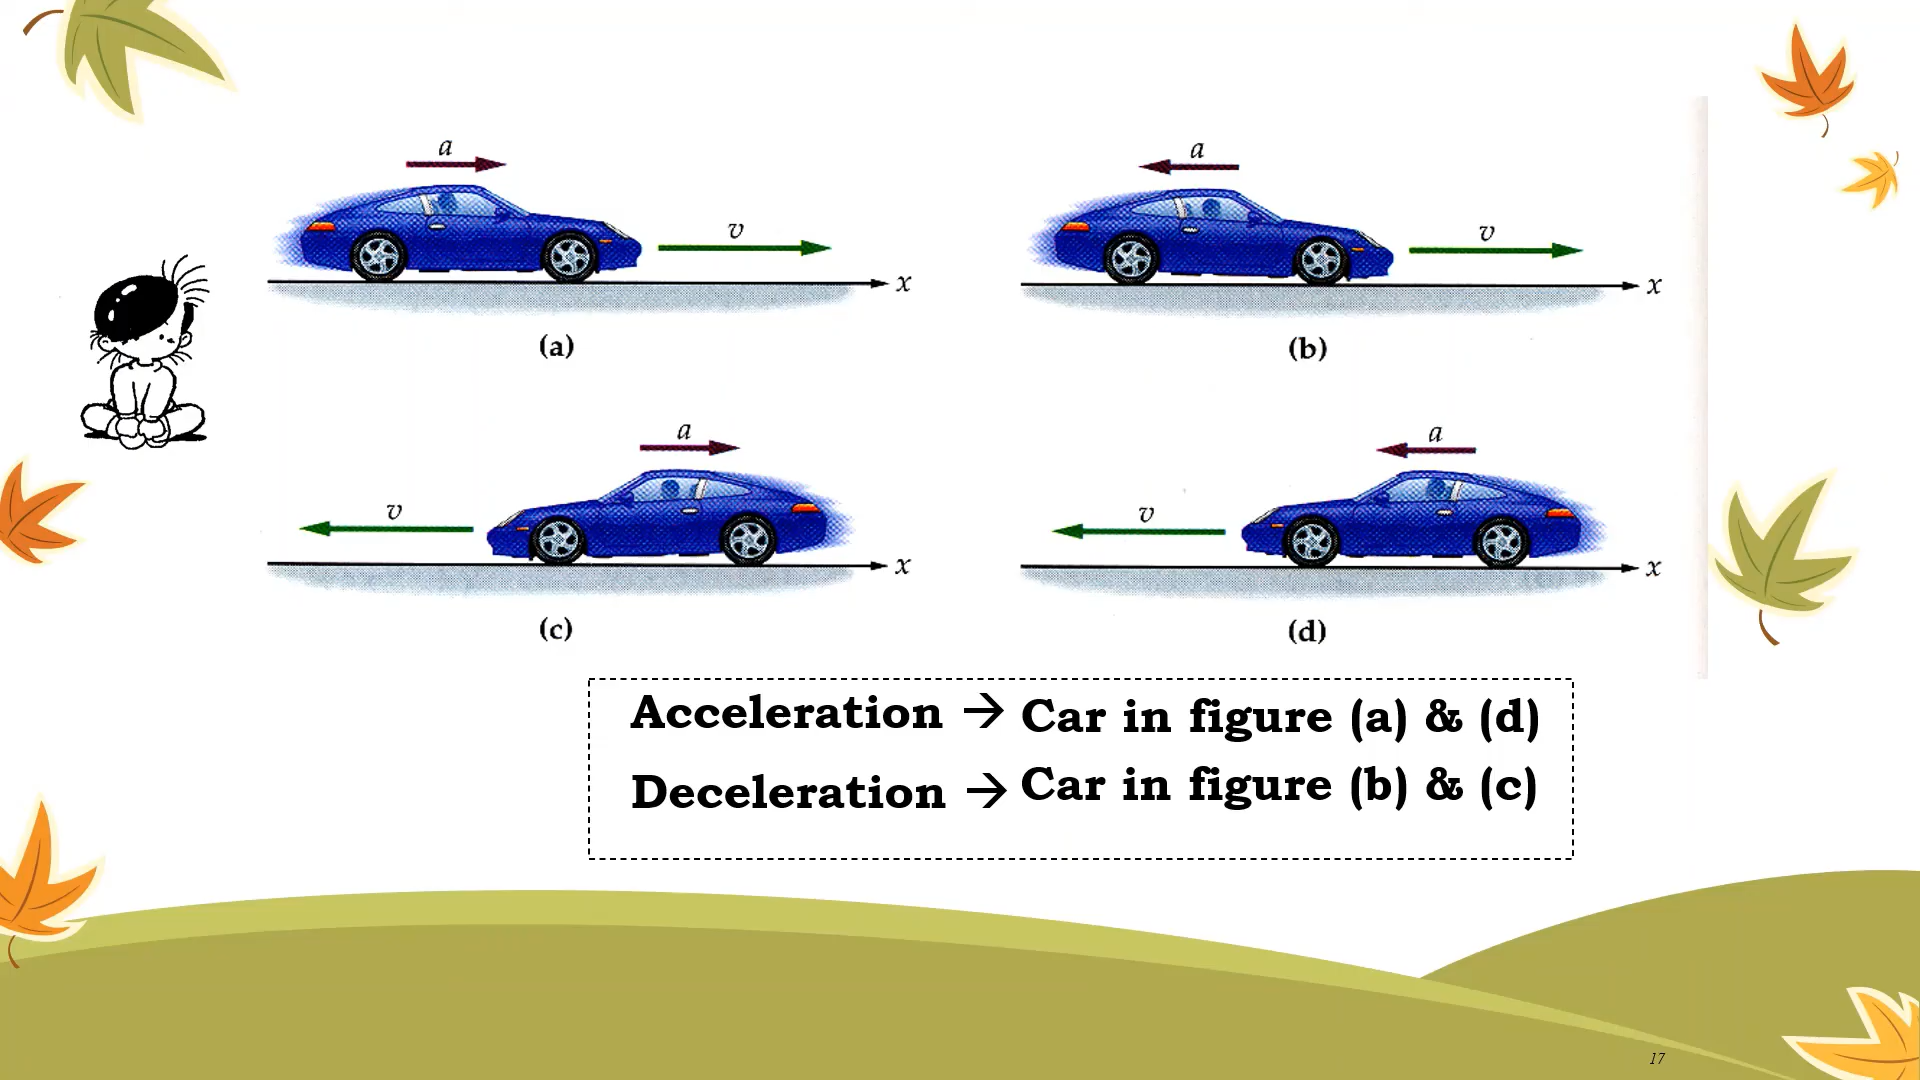 a
a
v
v
x
x
(a)
(b)
a
a
v
v
x
x
(c)
(d)
Acceleration → Car in figure (a) & (d)
Deceleration → Car in figure (b) & (c)
17